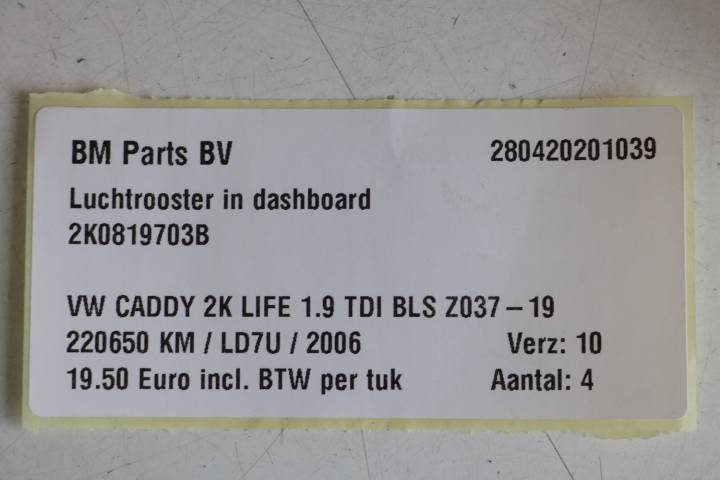 BM Parts BV 280420201039
Luchtrooster in dashboard
2K0819703B
VW CADDY 2K LIFE 1.9 TDI BLS Z037 – 19
220650 KM / LD7U / 2006 Verz: 10
19.50 Euro incl. BTW per tuk Aantal: 4